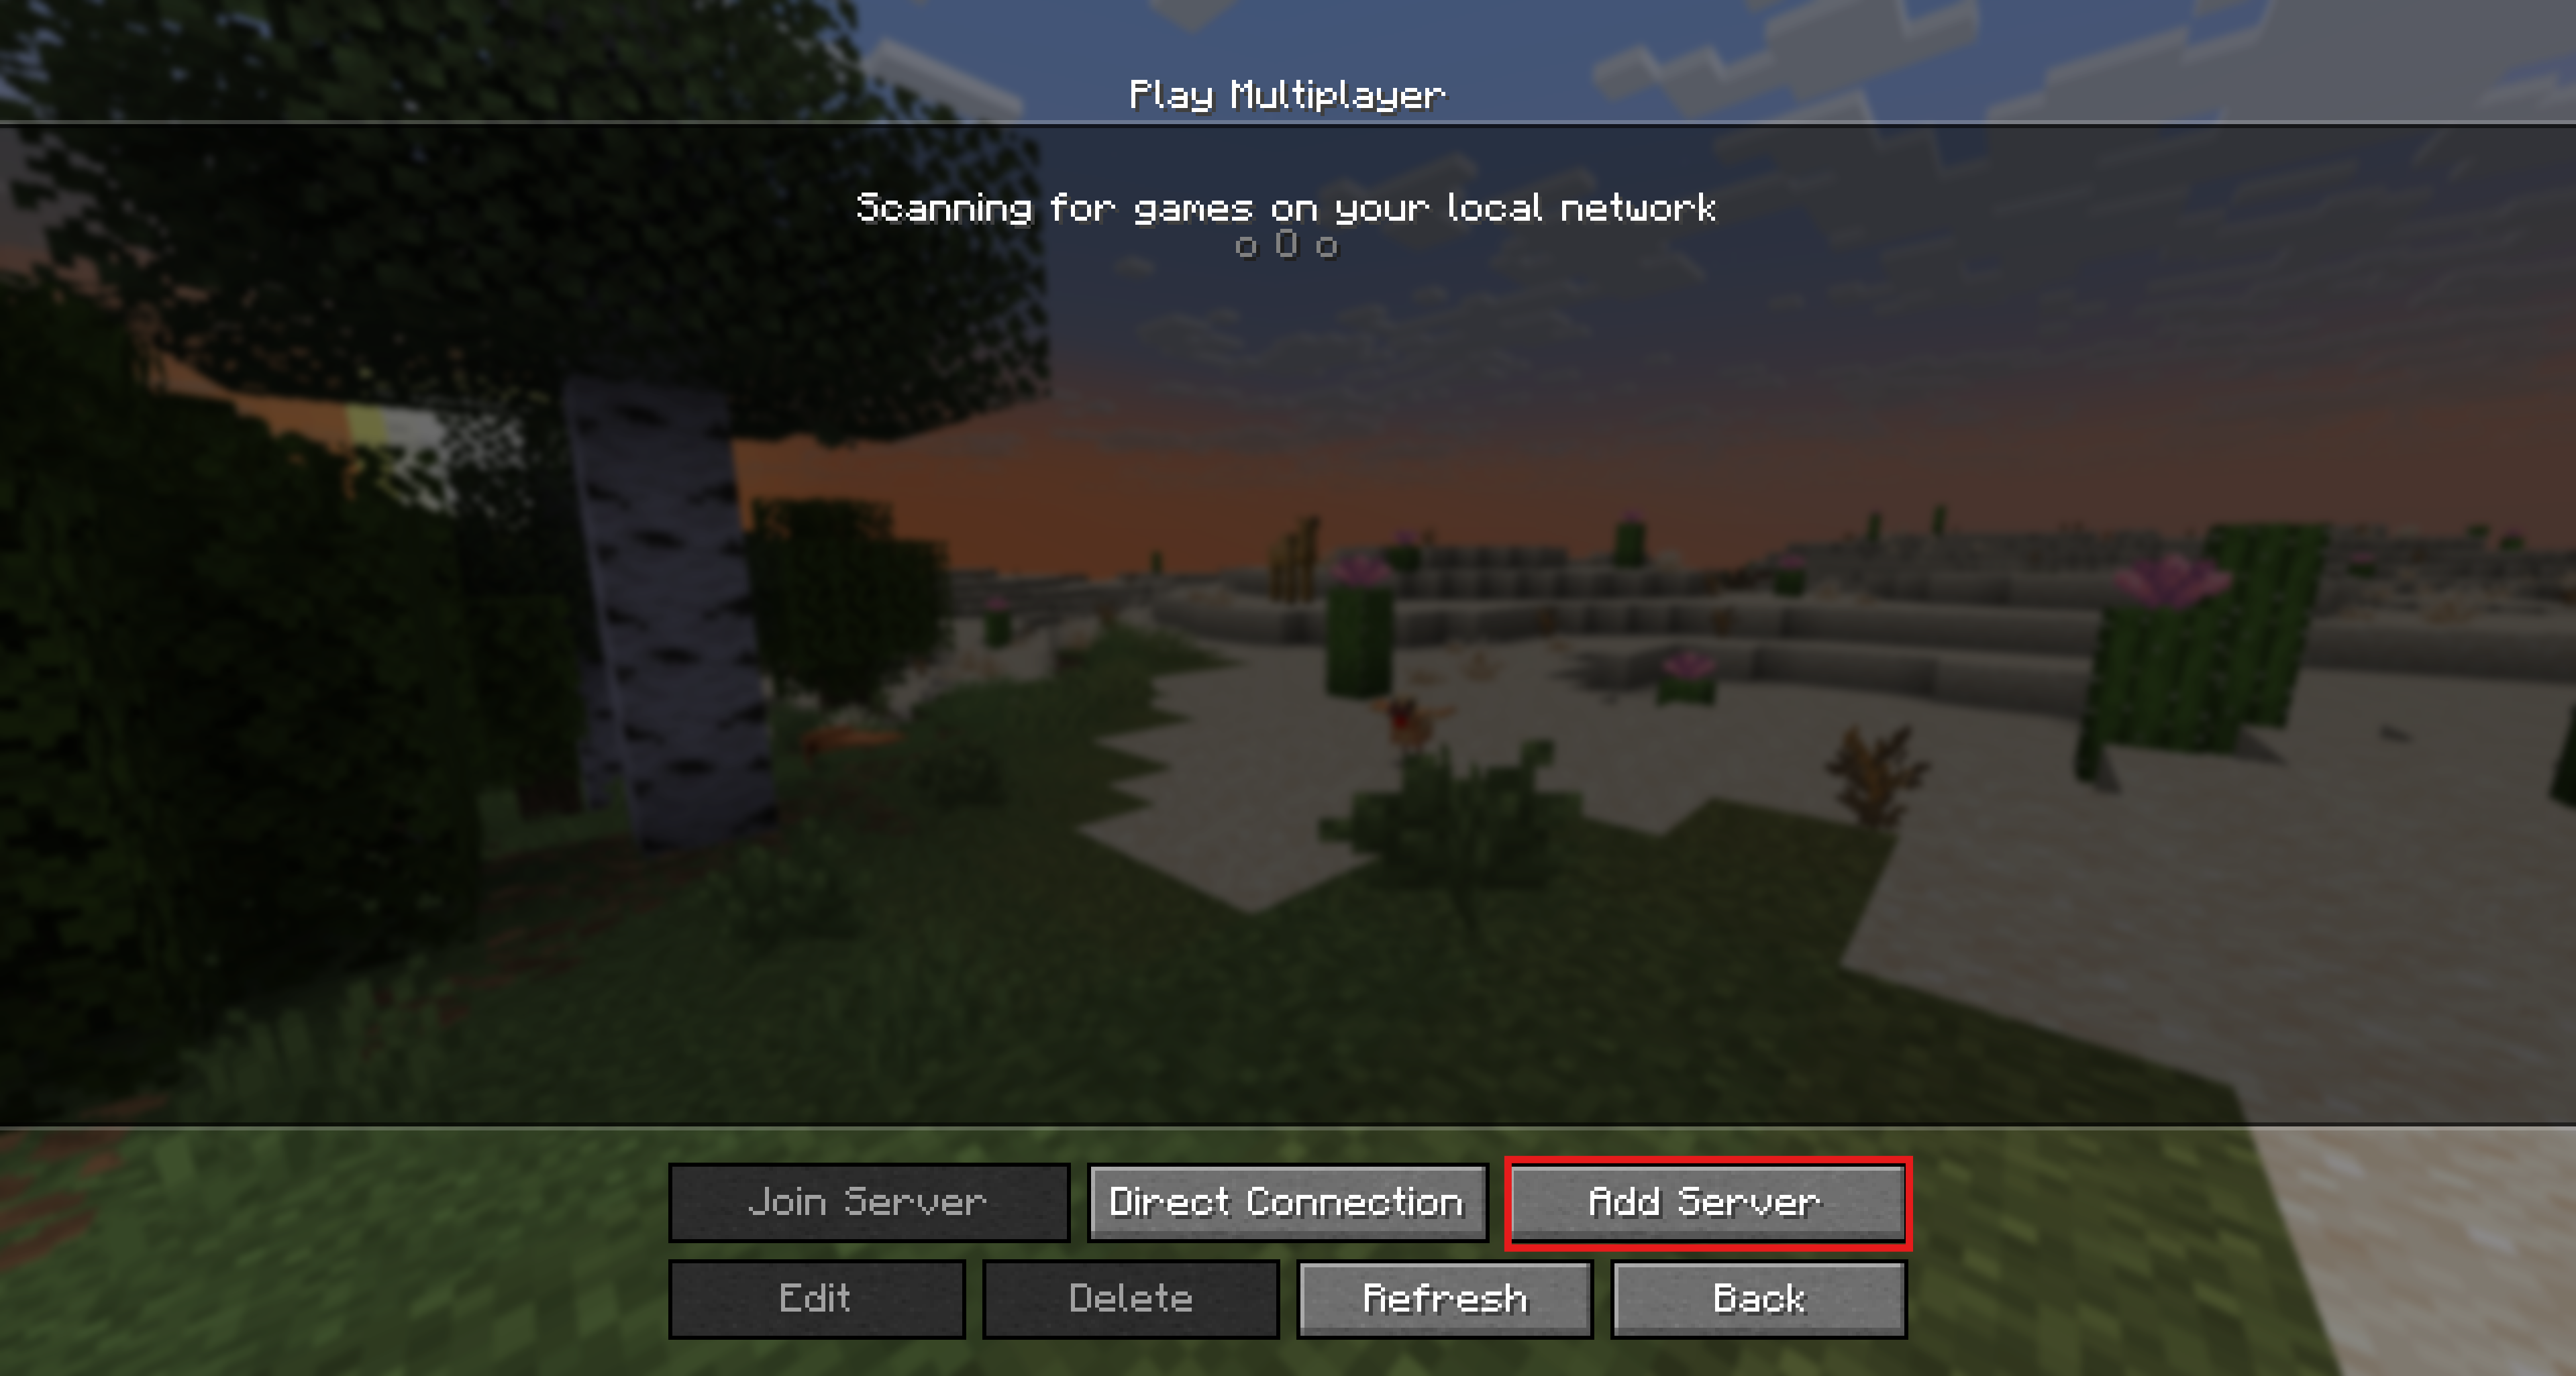 Play Multiplayer
Scanning for games on your local network
o O o
Join Server
Direct Connection
Add Server
Edit
Delete
Refresh
Back